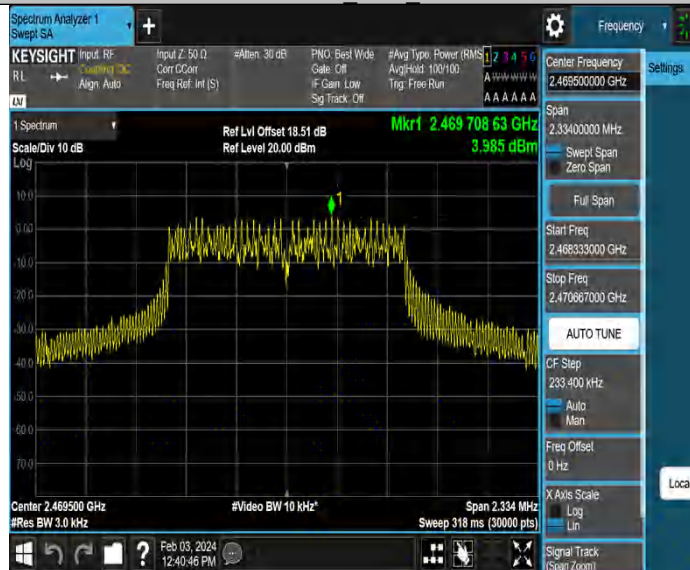 Spectrum Analyzer 1
Swept SA
+
KEYSIGHT
RL
Input: RF
Coupling: DC
Align: Auto
Input Z: 50 Ω
Corr CCorr
Freq Ref: Int (S)
#Atten: 30 dB
PNO: Best Wide
Gate: Off
IF Gain: Low
Sig Track: Off
#Avg Type: Power (RMS
Avg|Hold: 100/100
Trig: Free Run
1 2 3 4 5 6
A W W W W W
A A A A A A
LXI
1 Spectrum
Scale/Div 10 dB
Ref Lvl Offset 18.51 dB
Ref Level 20.00 dBm
Mkr1 2.469 708 63 GHz
3.985 dBm
Log
10.0
0.00
-10.0
-20.0
-30.0
-40.0
-50.0
-60.0
-70.0
1
Center 2.469500 GHz
#Res BW 3.0 kHz
#Video BW 10 kHz*
Span 2.334 MHz
Sweep 318 ms (30000 pts)
?
Feb 03, 2024
12:40:46 PM
Frequency
Center Frequency
2.469500000 GHz
Settings
Span
2.33400000 MHz
Swept Span
Zero Span
Full Span
Start Freq
2.468333000 GHz
Stop Freq
2.470667000 GHz
AUTO TUNE
CF Step
233.400 kHz
Auto
Man
Freq Offset
0 Hz
X Axis Scale
Log
Lin
Loca
Signal Track
(Span Zoom)